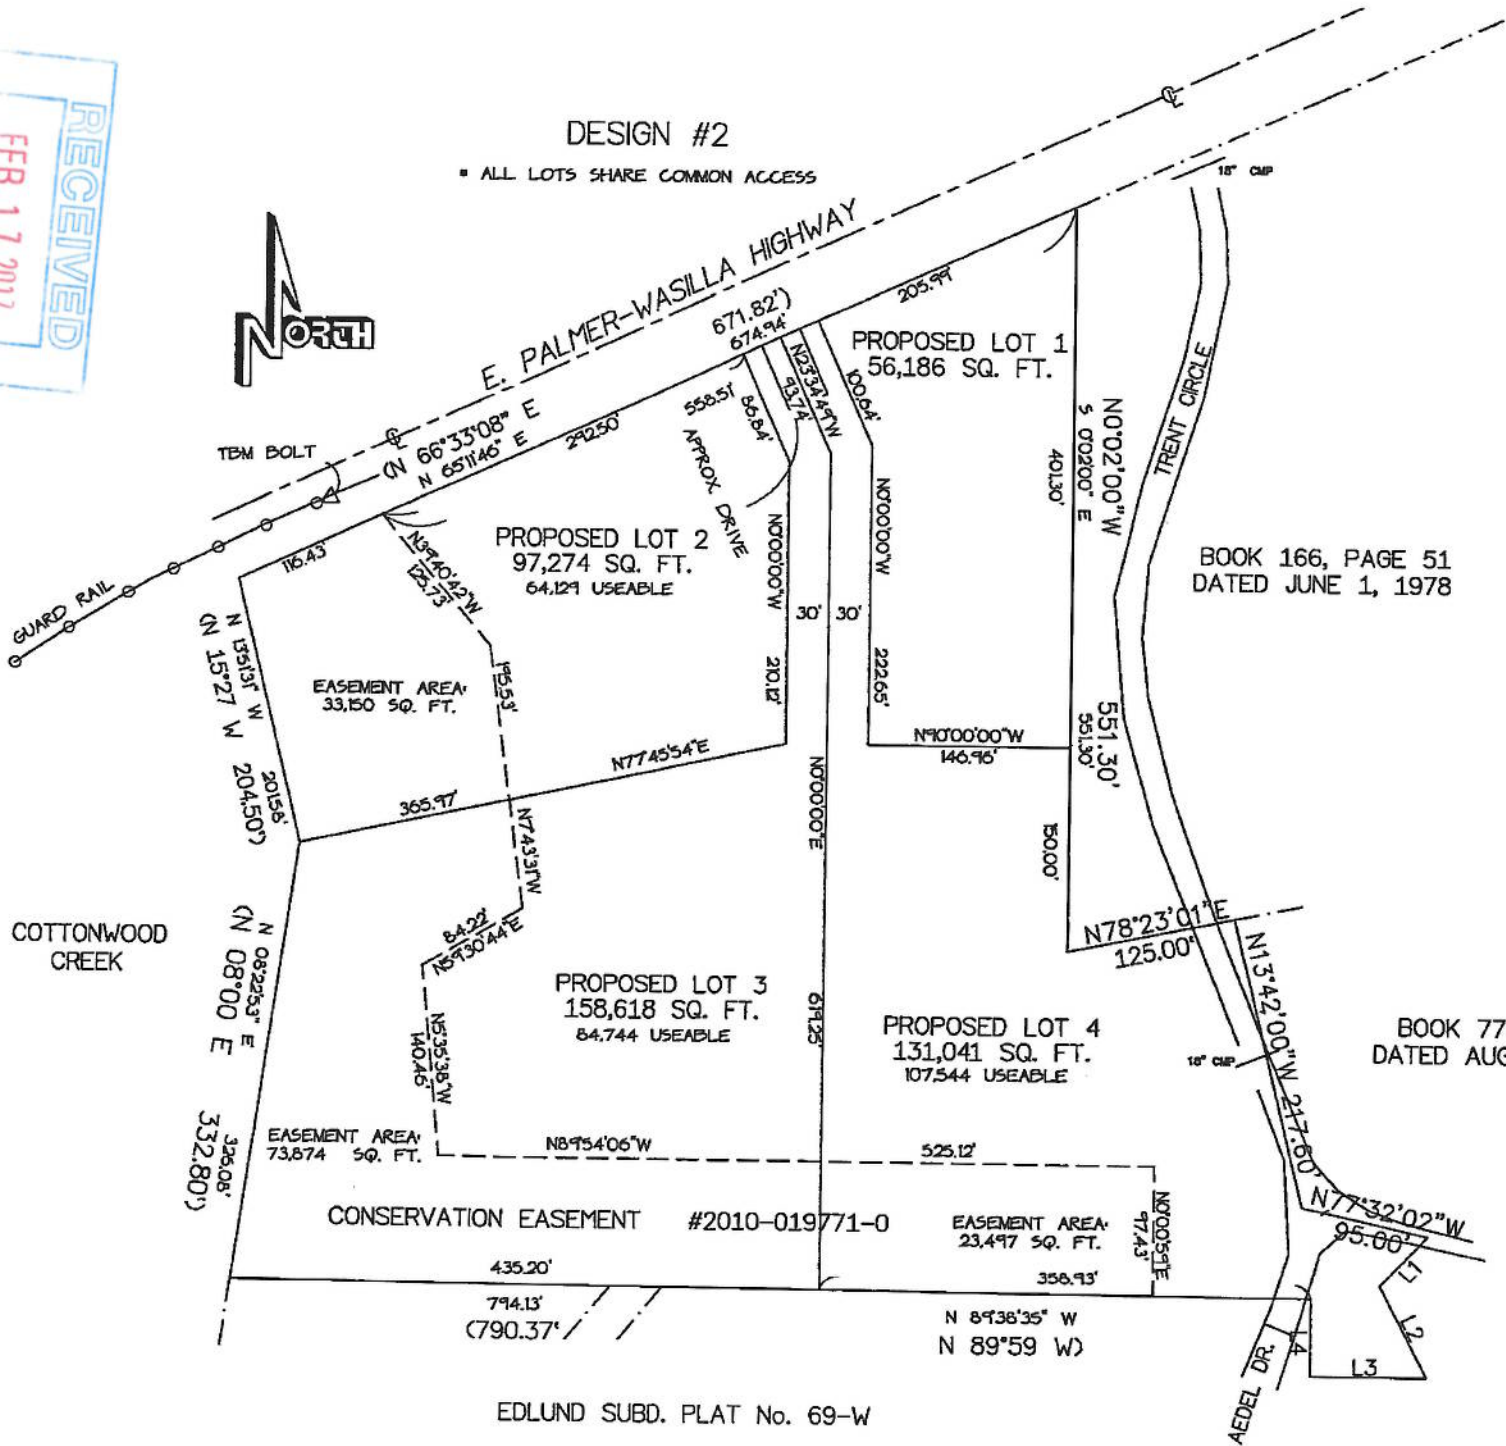 RECEIVED
FEB 17 2017
DESIGN #2
▪ ALL LOTS SHARE COMMON ACCESS
NORTH
E. PALMER-WASILLA HIGHWAY
18" CMP
TBM BOLT
GUARD RAIL
(N 66°33'08" E
671.82')
N 65°11'46" E
674.94'
116.43'
292.50'
558.51'
205.99'
86.84'
N23°34'49"W
93.74'
100.64'
APPROX. DRIVE
PROPOSED LOT 1
56,186 SQ. FT.
N0°02'00"W
S 0°02'00" E
401.30'
TRENT CIRCLE
PROPOSED LOT 2
97,274 SQ. FT.
64,129 USEABLE
N39°40'42"W
125.73'
195.53'
N0°00'00"W
210.12'
30'
30'
N0°00'00"W
222.65'
BOOK 166, PAGE 51
DATED JUNE 1, 1978
EASEMENT AREA:
33,150 SQ. FT.
N 13°51'31" W
(N 15°27 W
201.58'
204.50')
N77°45'54"E
365.97'
N90°00'00"W
146.96'
551.30'
551.30'
150.00'
N0°00'00"E
619.25'
N7°43'31"W
84.22'
N59°30'44"E
N5°35'38"W
140.46'
COTTONWOOD
CREEK
N 08°22'53" E
(N 08°00 E
PROPOSED LOT 3
158,618 SQ. FT.
84,744 USEABLE
PROPOSED LOT 4
131,041 SQ. FT.
107,544 USEABLE
N78°23'01"E
125.00'
N13°42'00"W 217.60'
18" CMP
BOOK 77
DATED AUG
332.80')
EASEMENT AREA:
73,874 SQ. FT.
N89°54'06"W
525.12'
CONSERVATION EASEMENT #2010-019771-0
EASEMENT AREA:
23,497 SQ. FT.
N0°00'59"E
97.43'
N77°32'02"W
95.00'
L1
L2
L3
L4
435.20'
358.93'
794.13'
(790.37'
N 89°38'35" W
N 89°59 W)
AEDEL DR.
EDLUND SUBD. PLAT No. 69-W